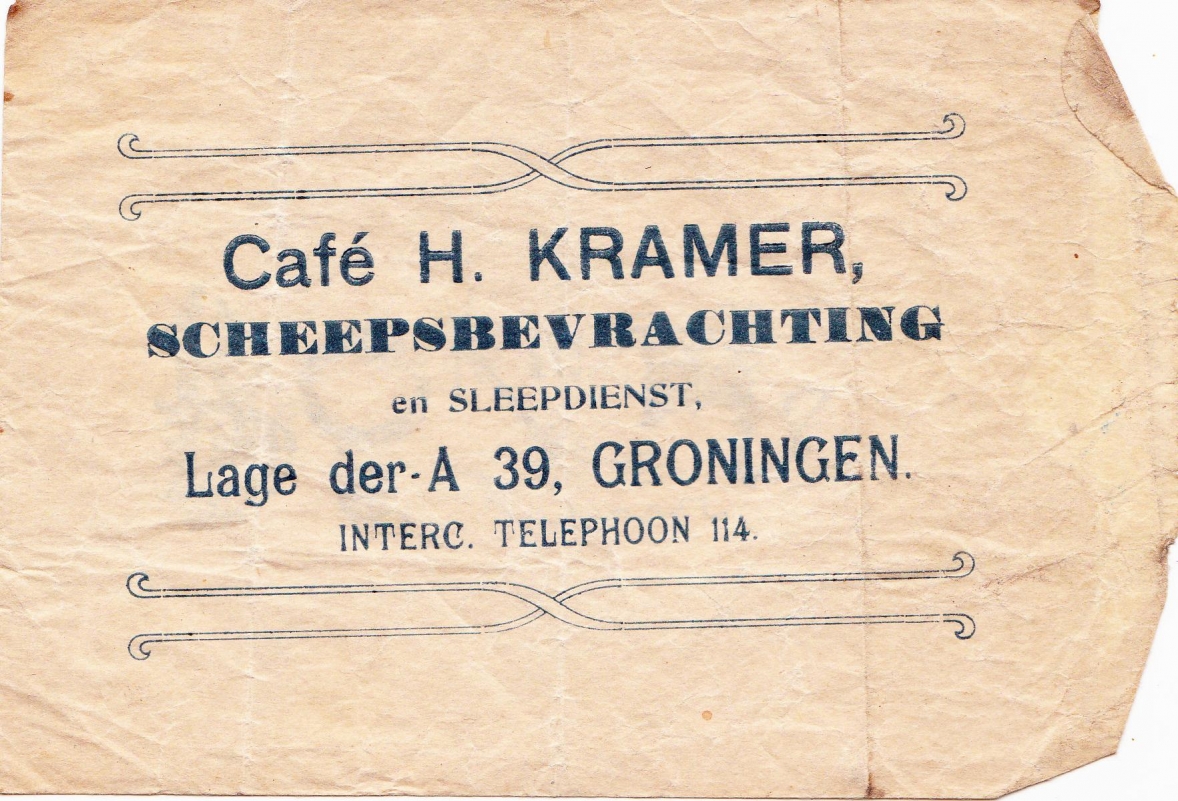 Café H. KRAMER,
SCHEEPSBEVRACHTING
en SLEEPDIENST,
Lage der-A 39, GRONINGEN.
INTERC. TELEPHOON 114.